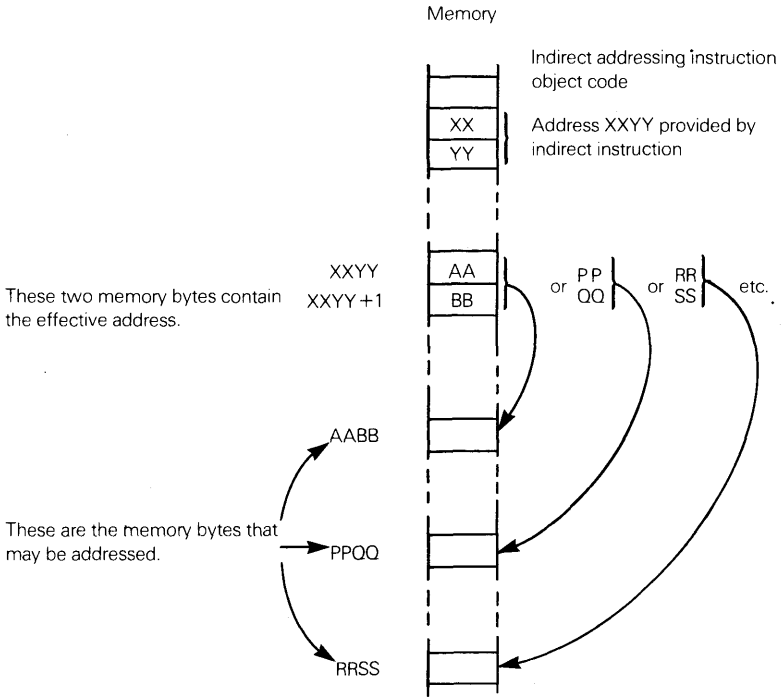 Memory
Indirect addressing instruction
object code
XX
YY
Address XXYY provided by
indirect instruction
XXYY
XXYY+1
These two memory bytes contain
the effective address.
AA
BB
or
PP
QQ
or
RR
SS
etc.
AABB
These are the memory bytes that
may be addressed.
PPQQ
RRSS